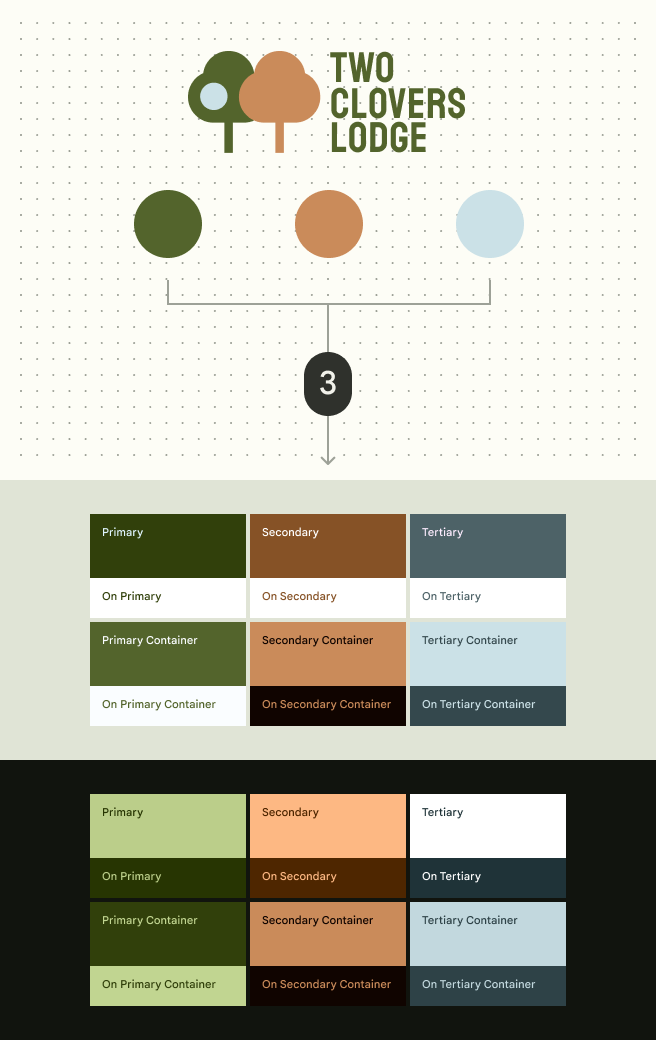 TWO
CLOVERS
LODGE
3
Primary
Secondary
Tertiary
On Primary
On Secondary
On Tertiary
Primary Container
Secondary Container
Tertiary Container
On Primary Container
On Secondary Container
On Tertiary Container
Primary
Secondary
Tertiary
On Primary
On Secondary
On Tertiary
Primary Container
Secondary Container
Tertiary Container
On Primary Container
On Secondary Container
On Tertiary Container